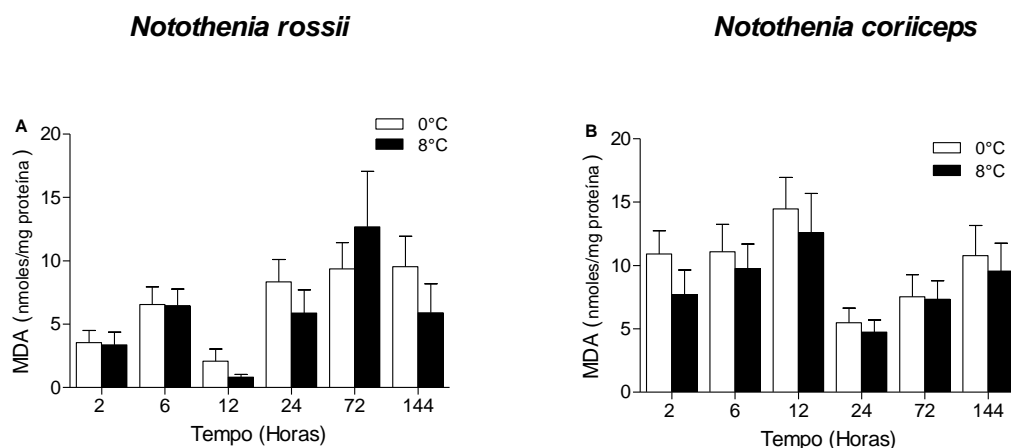 Notothenia rossii
Notothenia coriiceps
A
0°C
8°C
20
15
10
5
0
MDA ( nmoles/mg proteína )
2 6 12 24 72 144
Tempo (Horas)
B
0°C
8°C
20
15
10
5
0
MDA ( nmoles/mg proteína )
2 6 12 24 72 144
Tempo (Horas)